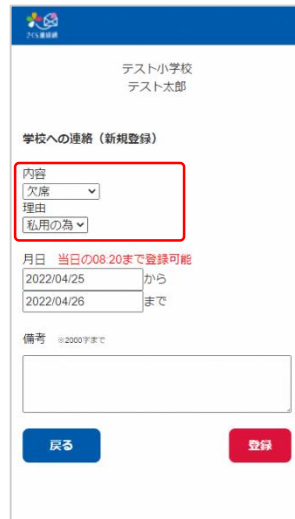 さくら連絡網
テスト小学校
テスト太郎
学校への連絡（新規登録）
内容
欠席
理由
私用の為
月日 当日の08:20まで登録可能
2022/04/25 から
2022/04/26 まで
備考 ※2000字まで
戻る 登録